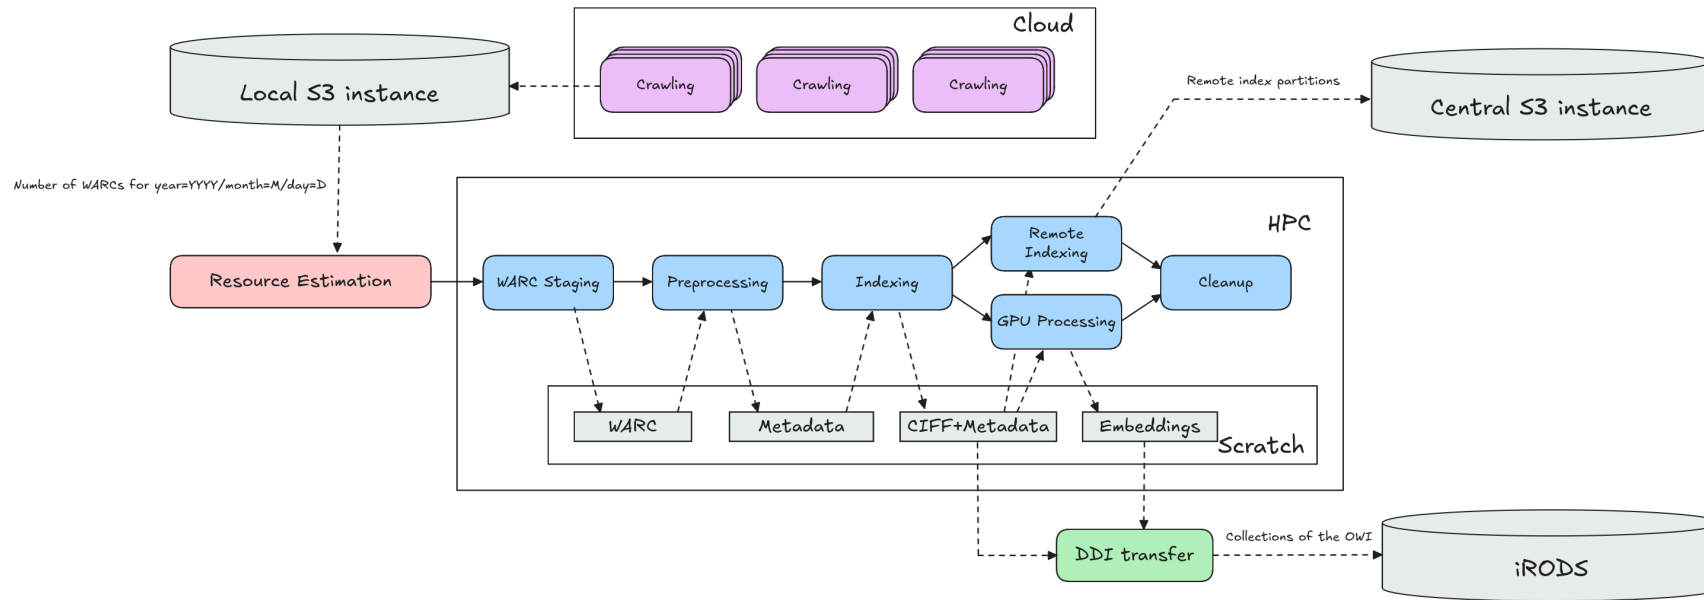 Cloud
Local S3 instance
Crawling
Crawling
Crawling
Remote index partitions
Central S3 instance
Number of WARCs for year=YYYY/month=M/day=D
HPC
Remote
Indexing
Resource Estimation
WARC Staging
Preprocessing
Indexing
Cleanup
GPU Processing
WARC
Metadata
CIFF+Metadata
Embeddings
Scratch
Collections of the OWI
DDI transfer
iRODS